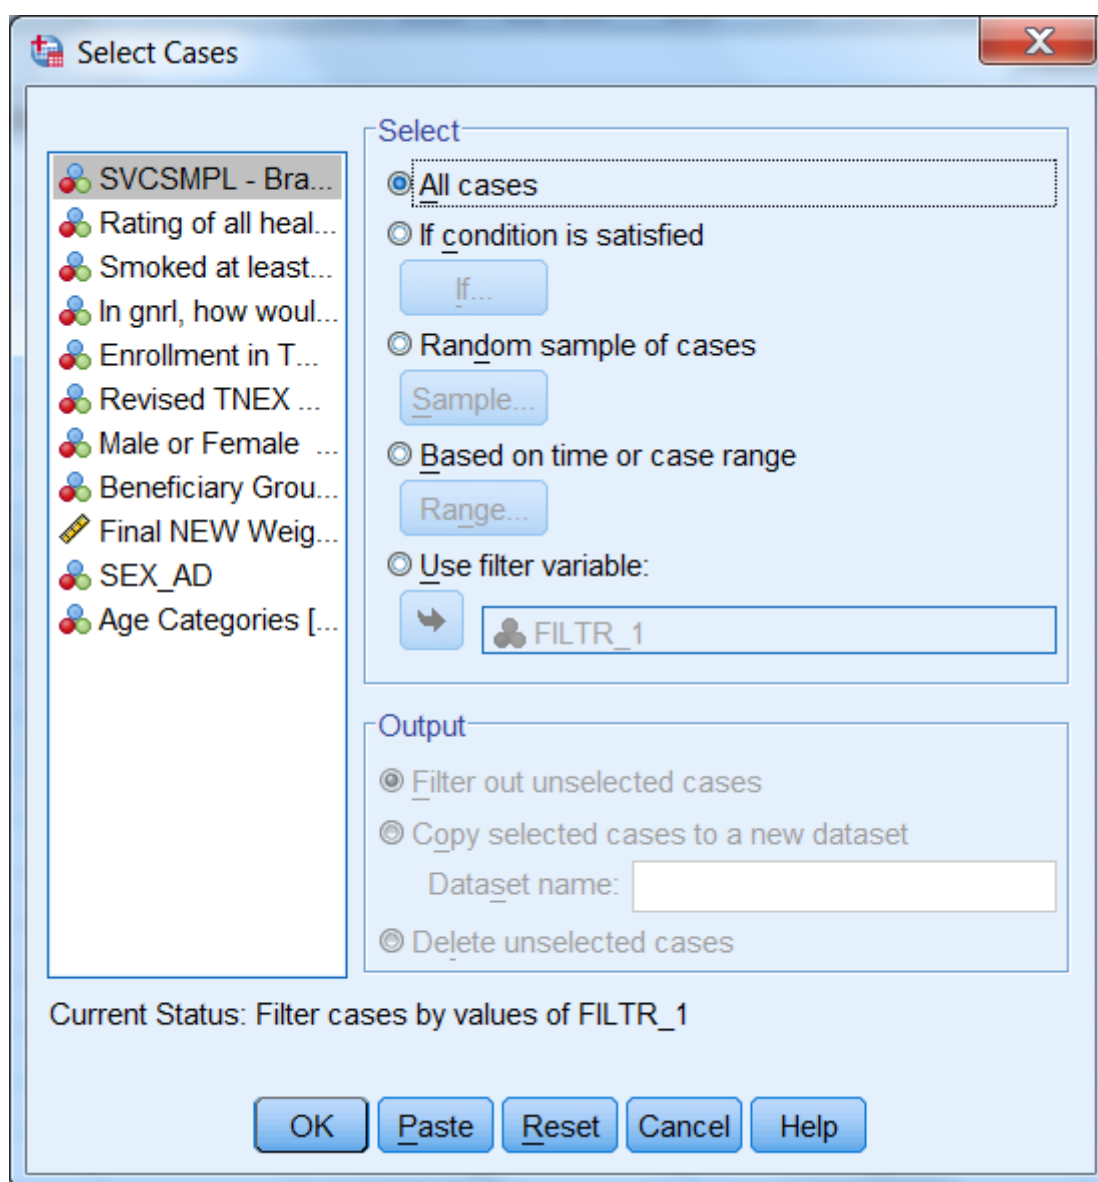 Select Cases
SVCSMPL - Bra...
Rating of all heal...
Smoked at least...
In gnrl, how woul...
Enrollment in T...
Revised TNEX ...
Male or Female ...
Beneficiary Grou...
Final NEW Weig...
SEX_AD
Age Categories [...
Select
All cases
If condition is satisfied
If...
Random sample of cases
Sample...
Based on time or case range
Range...
Use filter variable:
FILTR_1
Output
Filter out unselected cases
Copy selected cases to a new dataset
Dataset name:
Delete unselected cases
Current Status: Filter cases by values of FILTR_1
OK Paste Reset Cancel Help